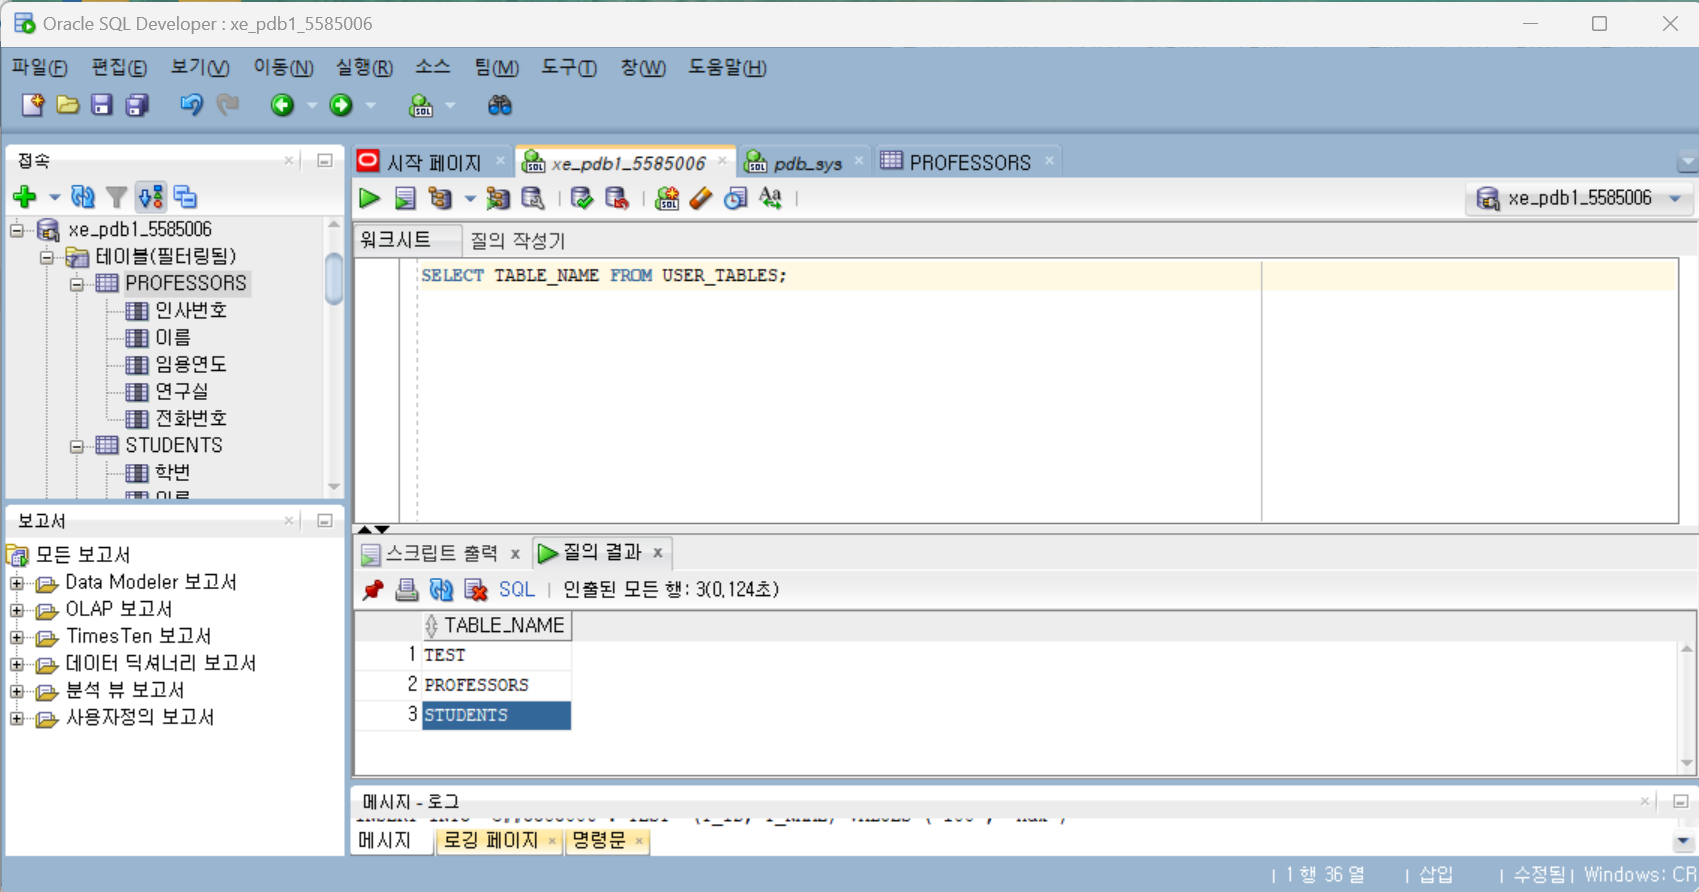 Oracle SQL Developer : xe_pdb1_5585006
파일(F) 편집(E) 보기(V) 이동(N) 실행(R) 소스 팀(M) 도구(T) 창(W) 도움말(H)
접속
xe_pdb1_5585006
테이블(필터링됨)
PROFESSORS
인사번호
이름
임용연도
연구실
전화번호
STUDENTS
학번
이름
보고서
모든 보고서
Data Modeler 보고서
OLAP 보고서
TimesTen 보고서
데이터 딕셔너리 보고서
분석 뷰 보고서
사용자정의 보고서
시작 페이지 xe_pdb1_5585006 pdb_sys PROFESSORS
xe_pdb1_5585006
워크시트 질의 작성기
SELECT TABLE_NAME FROM USER_TABLES;
스크립트 출력 질의 결과
SQL 인출된 모든 행: 3(0,124초)
TABLE_NAME
1 TEST
2 PROFESSORS
3 STUDENTS
메시지 - 로그
메시지 로깅 페이지 명령문
1 행 36 열 삽입 수정됨 Windows: CR